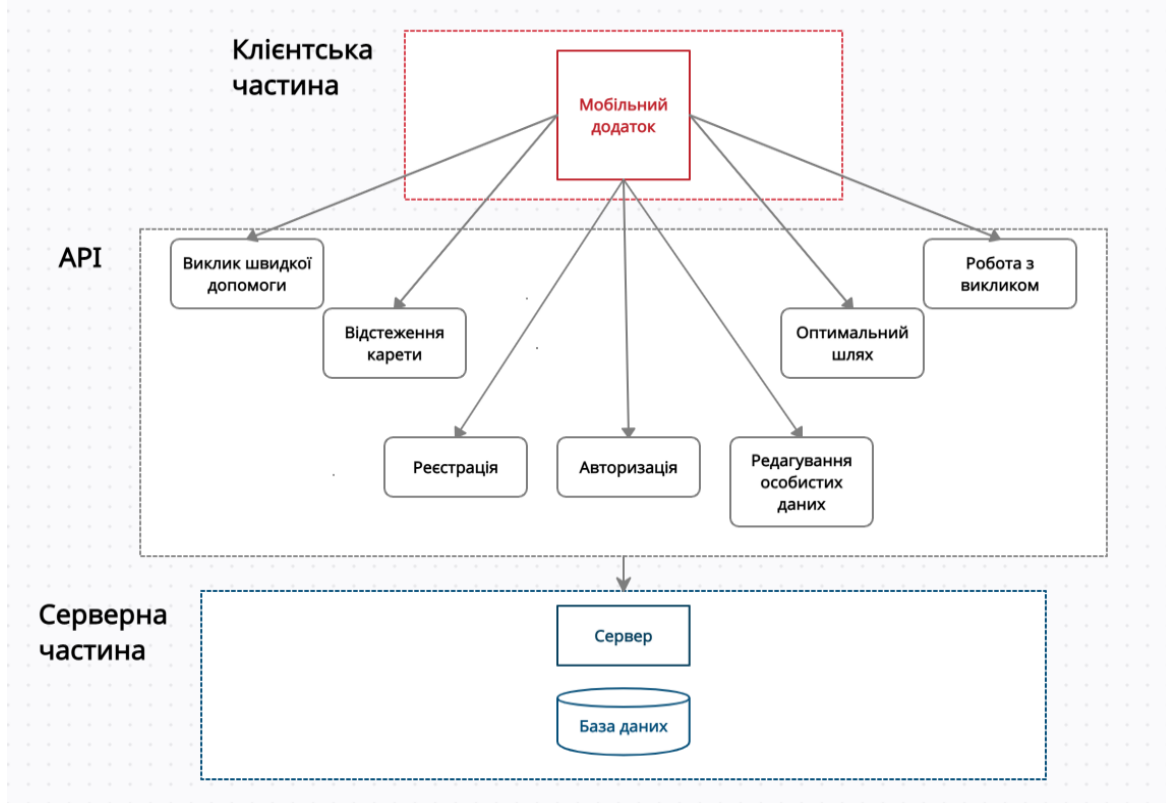 Клієнтська
частина
Мобільний
додаток
API
Виклик швидкої
допомоги
Робота з
викликом
Відстеження
карети
Оптимальний
шлях
Реєстрація
Авторизація
Редагування
особистих
даних
Серверна
частина
Сервер
База даних